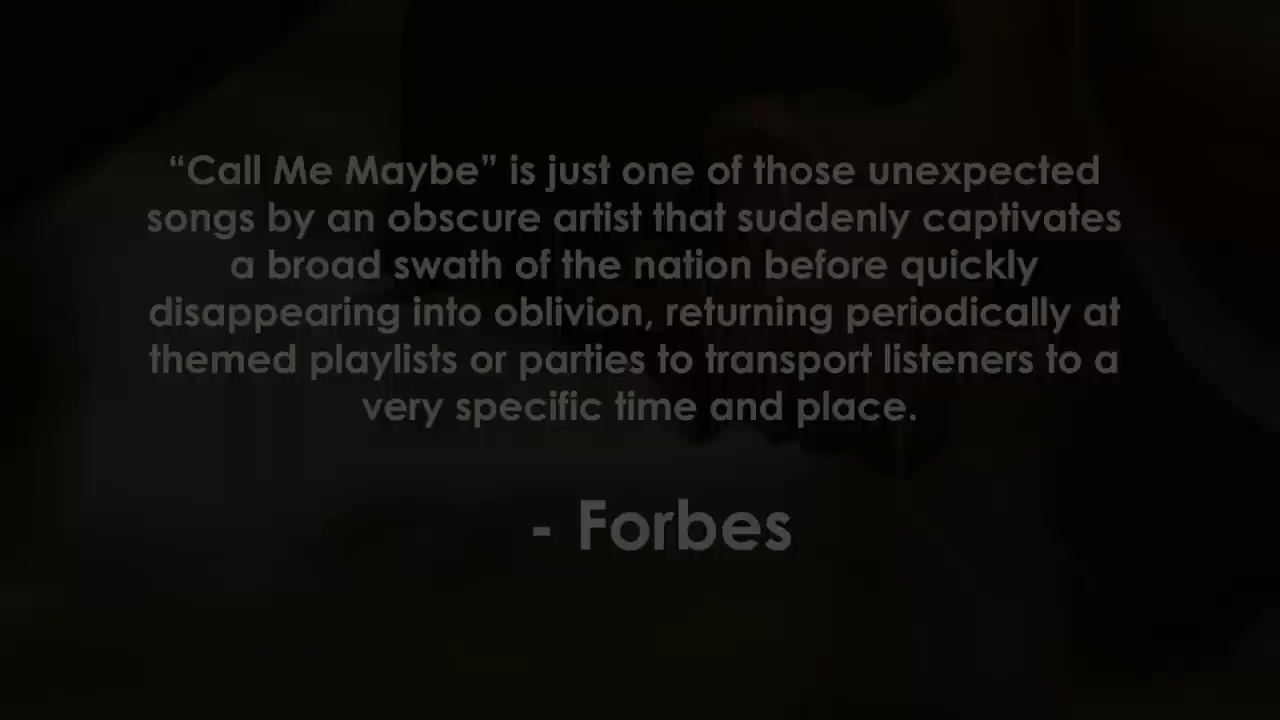 “Call Me Maybe” is just one of those unexpected
songs by an obscure artist that suddenly captivates
a broad swath of the nation before quickly
disappearing into oblivion, returning periodically at
themed playlists or parties to transport listeners to a
very specific time and place.
- Forbes